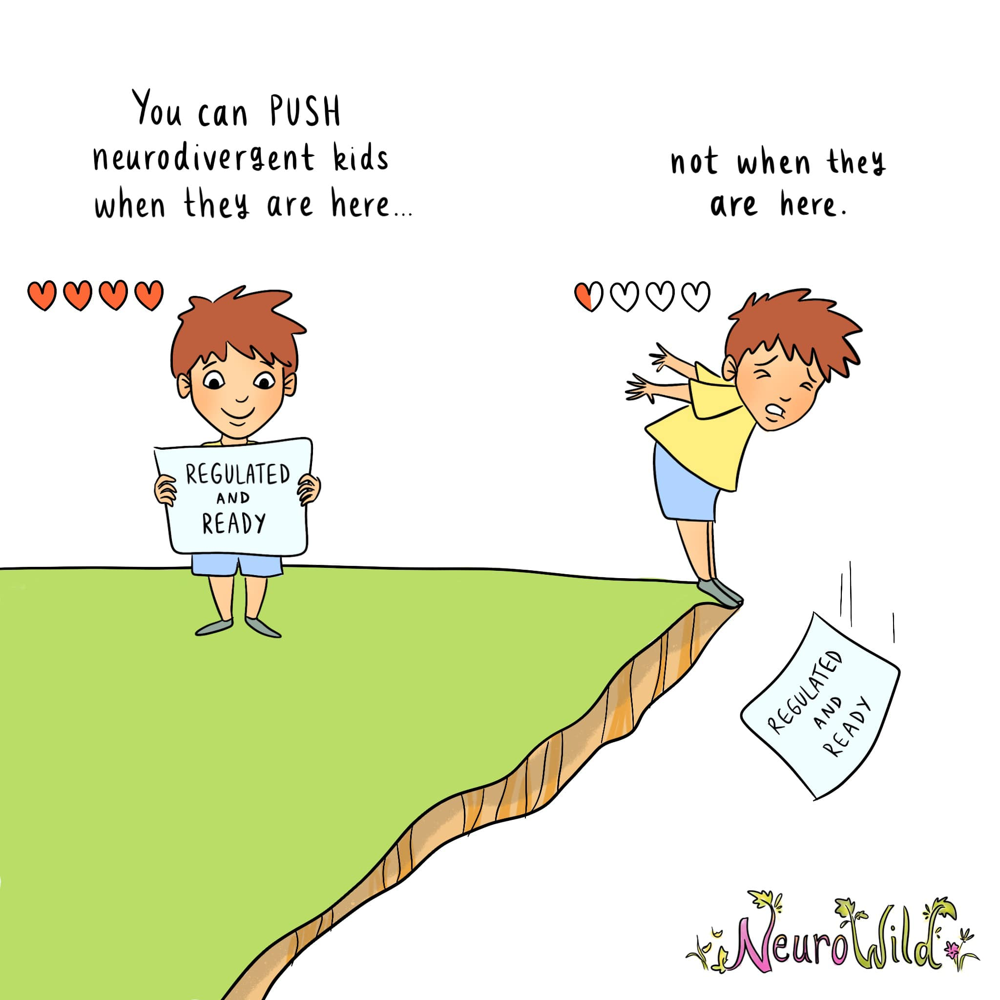 You can PUSH
neurodivergent kids
when they are here...
not when they
are here.
REGULATED
AND
READY
REGULATED
AND
READY
NeuroWild